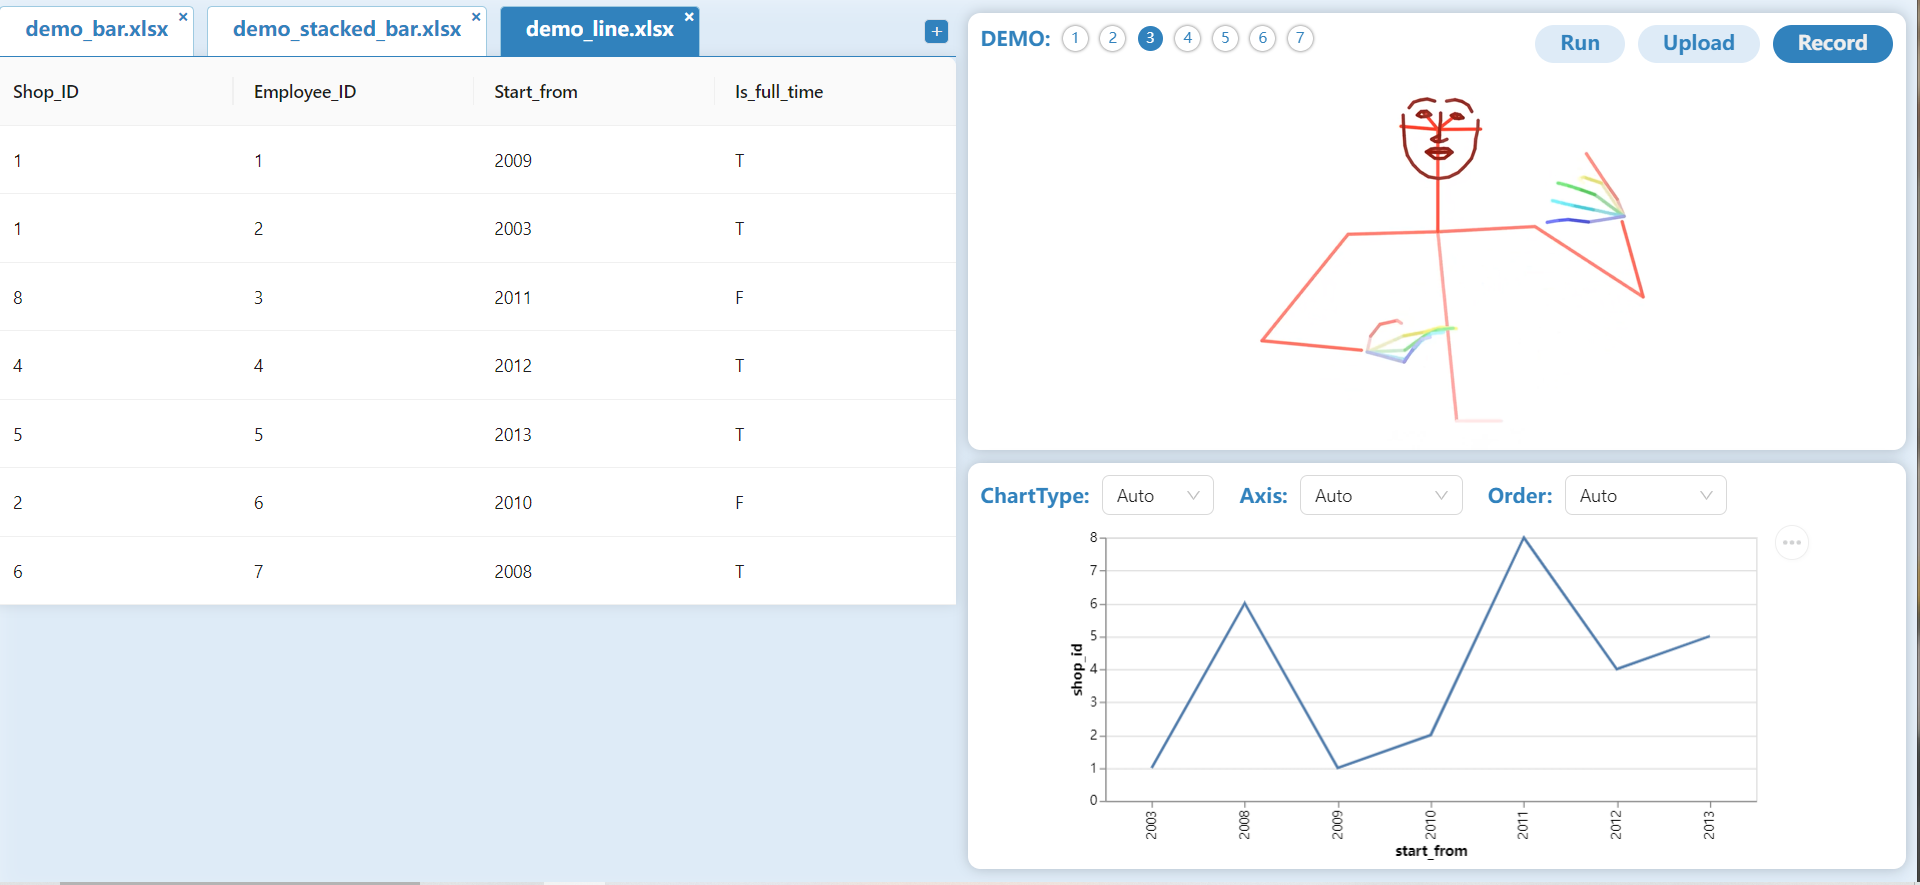 demo_bar.xlsx × demo_stacked_bar.xlsx × demo_line.xlsx × +
Shop_ID Employee_ID Start_from Is_full_time
1 1 2009 T
1 2 2003 T
8 3 2011 F
4 4 2012 T
5 5 2013 T
2 6 2010 F
6 7 2008 T
DEMO: 1 2 3 4 5 6 7 Run Upload Record
ChartType: Auto Axis: Auto Order: Auto
8
7
6
5
4
3
2
1
0
shop_id
2003 2008 2009 2010 2011 2012 2013
start_from